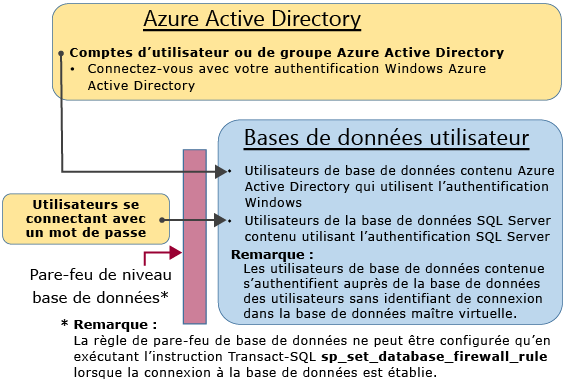 Azure Active Directory
Comptes d’utilisateur ou de groupe Azure Active Directory
• Connectez-vous avec votre authentification Windows Azure
Active Directory
Bases de données utilisateur
• Utilisateurs de base de données contenu Azure
Active Directory qui utilisent l’authentification
Windows
• Utilisateurs de la base de données SQL Server
contenu utilisant l’authentification SQL Server
Remarque :
Les utilisateurs de base de données contenue
s’authentifient auprès de la base de données
des utilisateurs sans identifiant de connexion
dans la base de données maître virtuelle.
Utilisateurs se
connectant avec
un mot de passe
Pare-feu de niveau
base de données*
* Remarque :
La règle de pare-feu de base de données ne peut être configurée qu’en
exécutant l’instruction Transact-SQL sp_set_database_firewall_rule
lorsque la connexion à la base de données est établie.